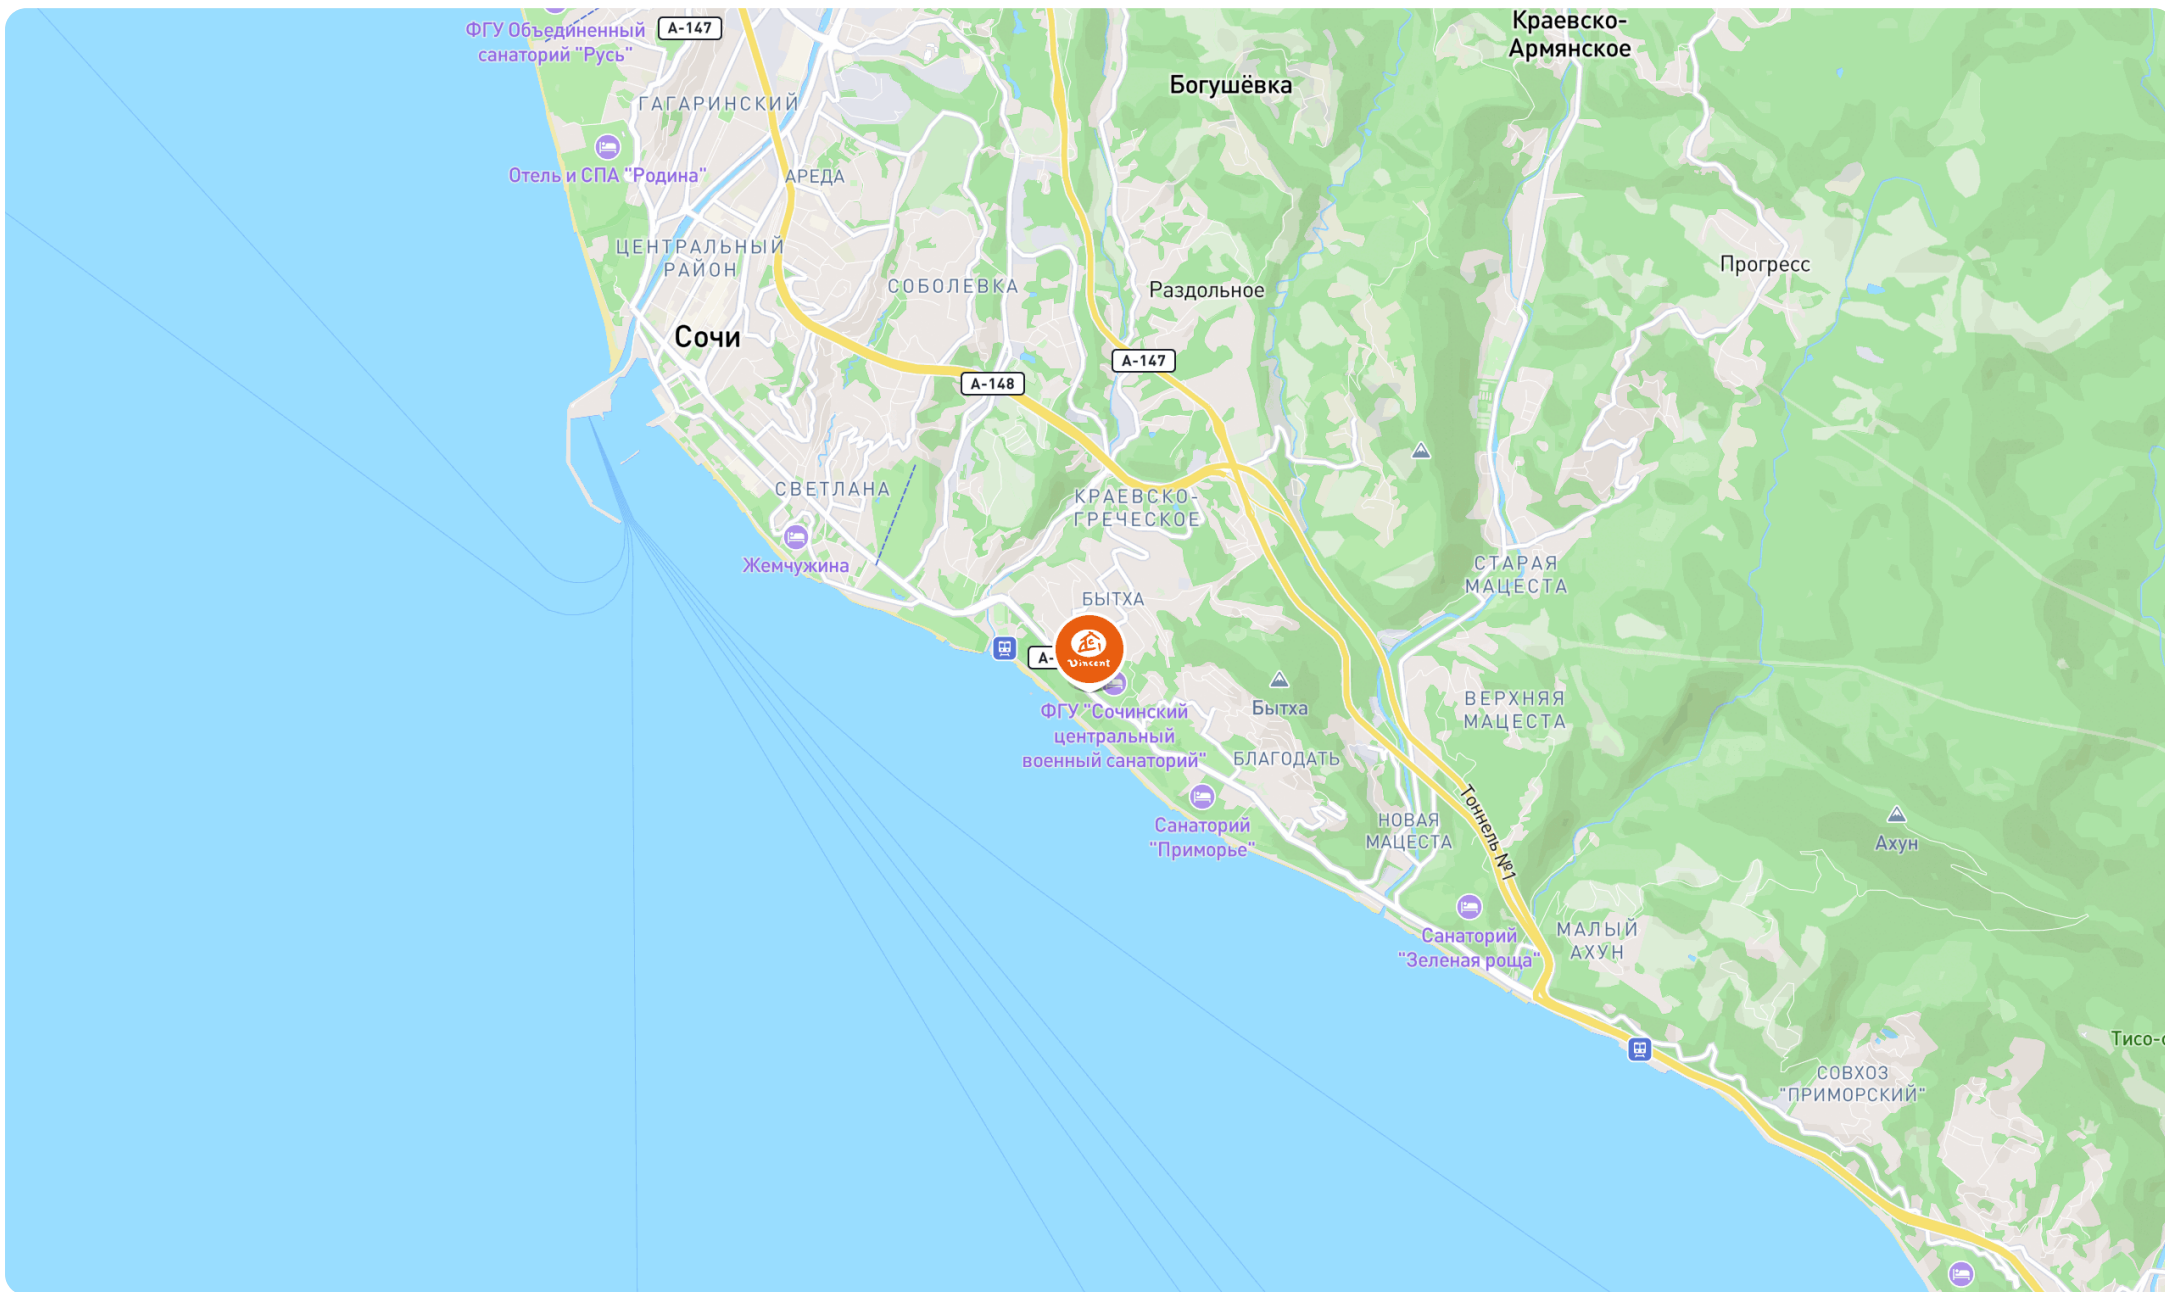 ФГУ Объединенный
санаторий "Русь"
А-147
Краевско-
Армянское
Богушёвка
ГАГАРИНСКИЙ
Отель и СПА "Родина"
АРЕДА
ЦЕНТРАЛЬНЫЙ
РАЙОН
СОБОЛЕВКА
Раздольное
Прогресс
Сочи
А-147
А-148
СВЕТЛАНА
КРАЕВСКО-
ГРЕЧЕСКОЕ
Жемчужина
СТАРАЯ
МАЦЕСТА
БЫТХА
А-
Vincent
ФГУ "Сочинский
центральный
военный санаторий"
Бытха
ВЕРХНЯЯ
МАЦЕСТА
БЛАГОДАТЬ
Санаторий
"Приморье"
НОВАЯ
МАЦЕСТА
Тоннель №1
Ахун
Санаторий
"Зеленая роща"
МАЛЫЙ
АХУН
Тисо-
СОВХОЗ
"ПРИМОРСКИЙ"